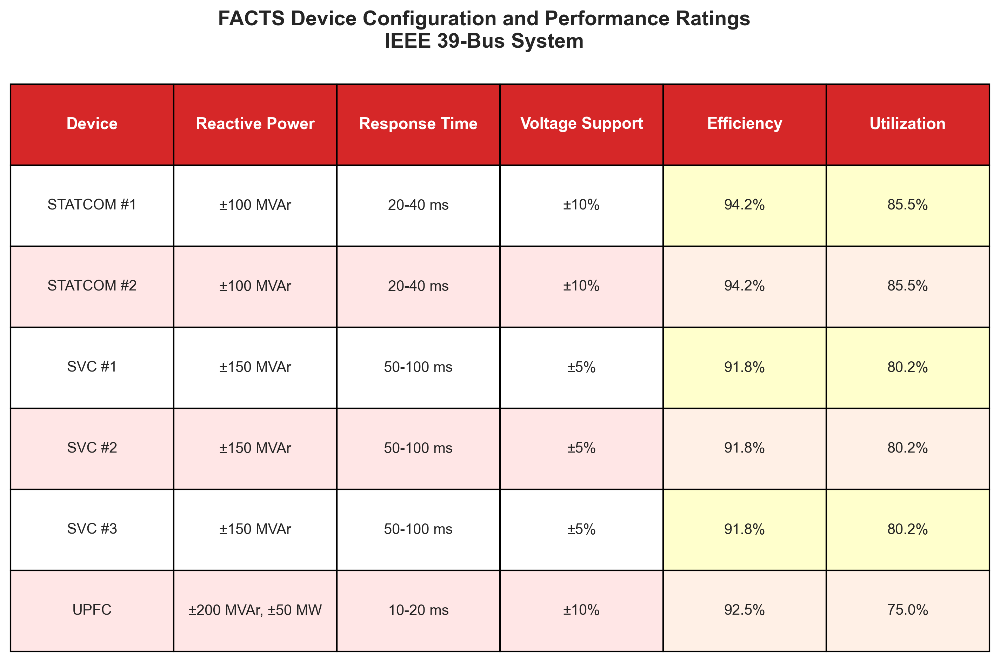 FACTS Device Configuration and Performance Ratings
IEEE 39-Bus System
Device Reactive Power Response Time Voltage Support Efficiency Utilization
STATCOM #1 ±100 MVAr 20-40 ms ±10% 94.2% 85.5%
STATCOM #2 ±100 MVAr 20-40 ms ±10% 94.2% 85.5%
SVC #1 ±150 MVAr 50-100 ms ±5% 91.8% 80.2%
SVC #2 ±150 MVAr 50-100 ms ±5% 91.8% 80.2%
SVC #3 ±150 MVAr 50-100 ms ±5% 91.8% 80.2%
UPFC ±200 MVAr, ±50 MW 10-20 ms ±10% 92.5% 75.0%